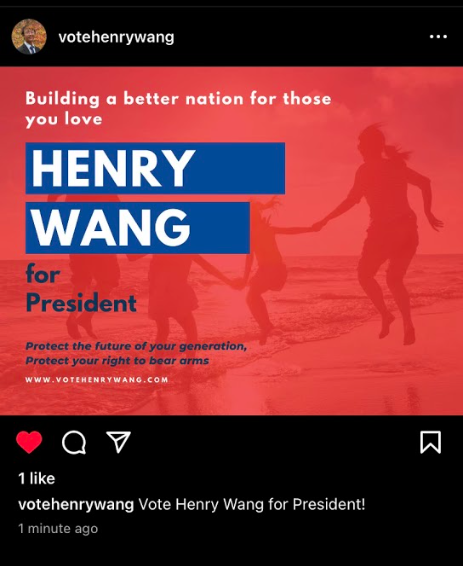 votehenrywang
Building a better nation for those
you love
HENRY
WANG
for
President
Protect the future of your generation,
Protect your right to bear arms
WWW.VOTEHENRYWANG.COM
1 like
votehenrywang Vote Henry Wang for President!
1 minute ago